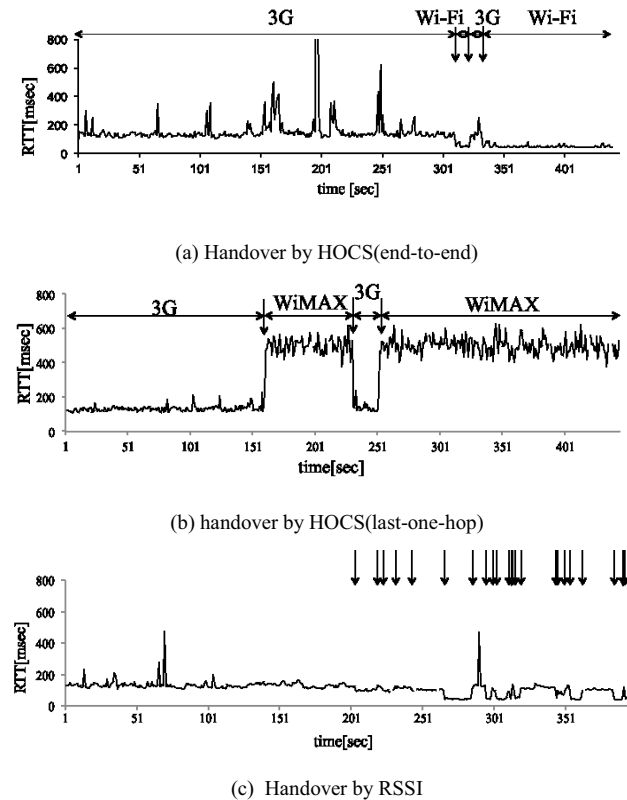 3G Wi-Fi 3G Wi-Fi
800
600
400
200
0
RTT[msec]
1 51 101 151 201 251 301 351 401
time [sec]
(a) Handover by HOCS(end-to-end)
3G WiMAX 3G WiMAX
800
600
400
200
0
RTT[msec]
1 51 101 151 201 251 301 351 401
time[sec]
(b) handover by HOCS(last-one-hop)
800
600
400
200
0
RTT[msec]
1 51 101 151 201 251 301 351
time[sec]
(c) Handover by RSSI